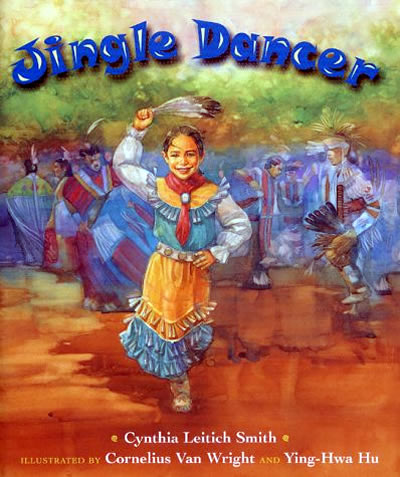 Jingle Dancer
Cynthia Leitich Smith
ILLUSTRATED BY Cornelius Van Wright AND Ying-Hwa Hu